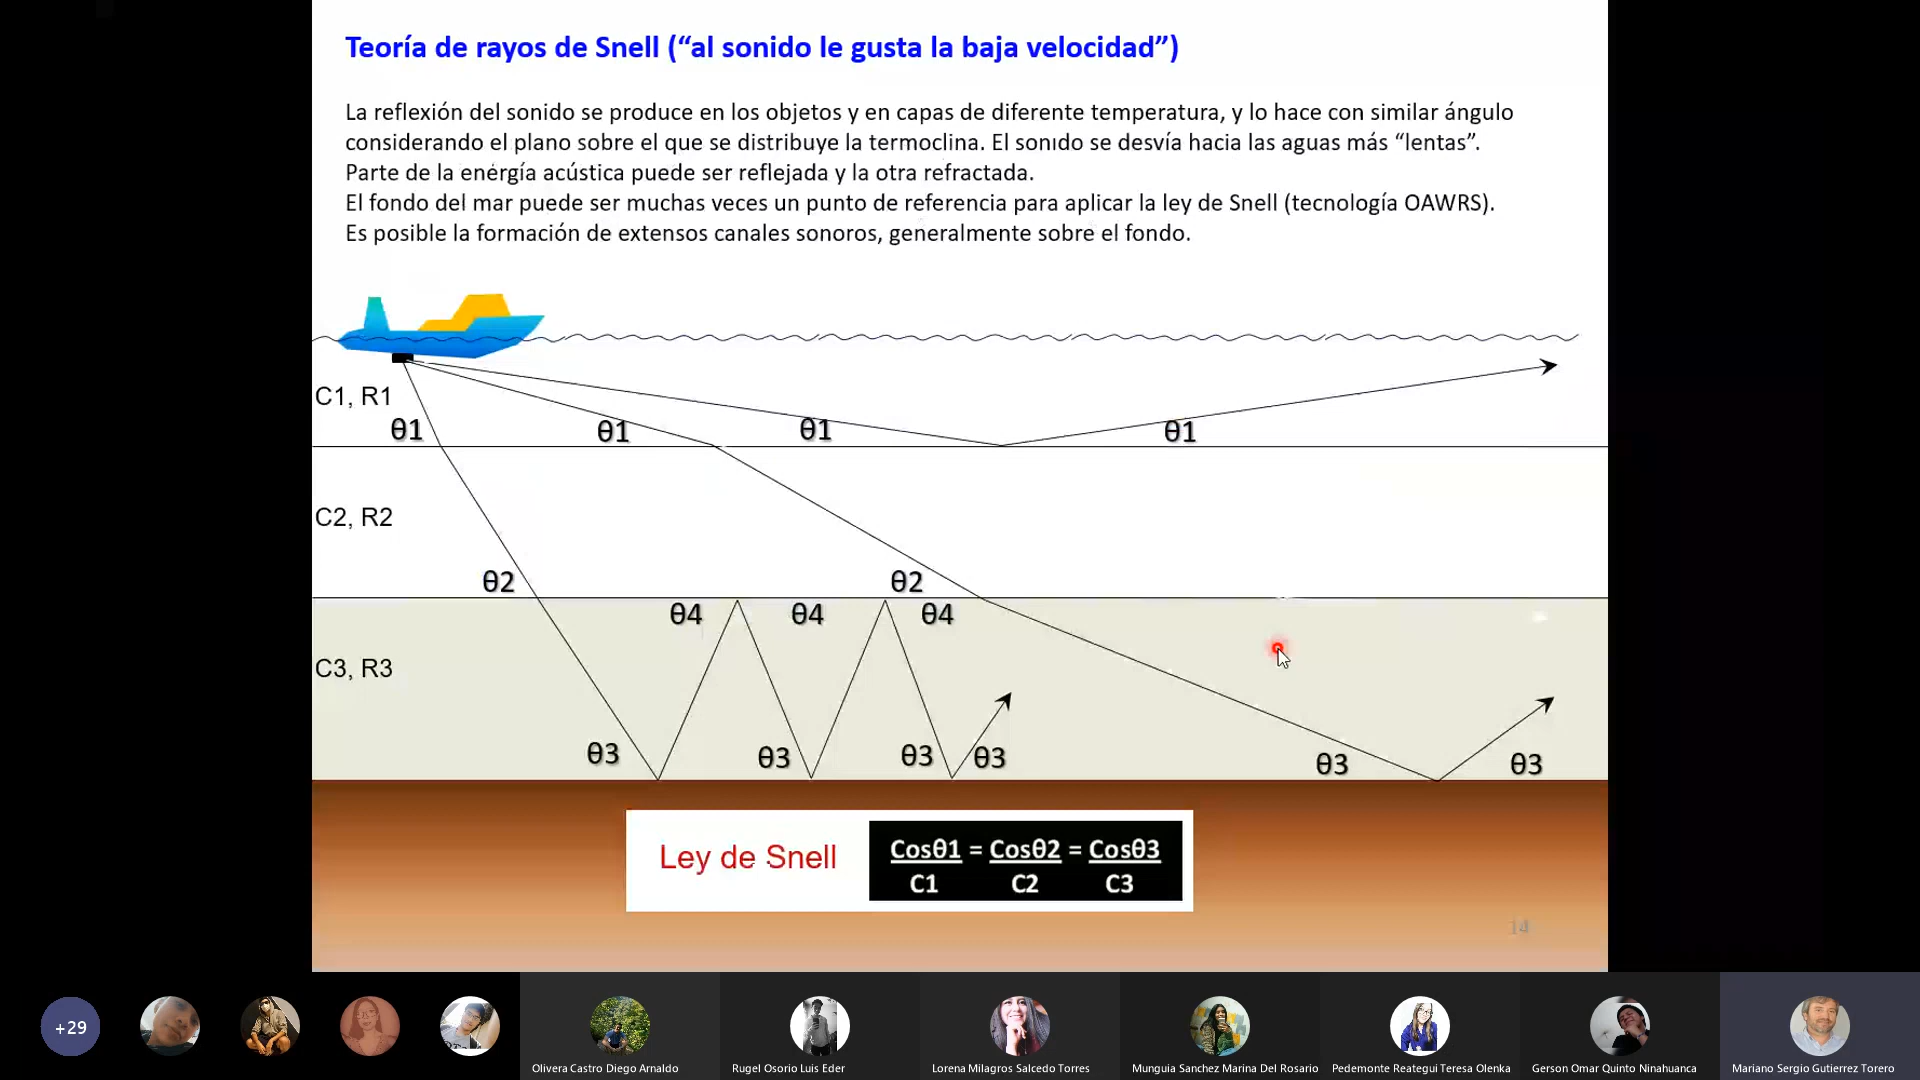 Teoría de rayos de Snell (“al sonido le gusta la baja velocidad”)
La reflexión del sonido se produce en los objetos y en capas de diferente temperatura, y lo hace con similar ángulo
considerando el plano sobre el que se distribuye la termoclina. El sonido se desvía hacia las aguas más “lentas”.
Parte de la energía acústica puede ser reflejada y la otra refractada.
El fondo del mar puede ser muchas veces un punto de referencia para aplicar la ley de Snell (tecnología OAWRS).
Es posible la formación de extensos canales sonoros, generalmente sobre el fondo.
C1, R1
θ1 θ1 θ1 θ1
C2, R2
θ2 θ2
θ4 θ4 θ4
C3, R3
θ3 θ3 θ3 θ3 θ3 θ3
Ley de Snell
Cosθ1 = Cosθ2 = Cosθ3
C1 C2 C3
14
+29
Olivera Castro Diego Arnaldo
Rugel Osorio Luis Eder
Lorena Milagros Salcedo Torres
Munguia Sanchez Marina Del Rosario
Pedemonte Reategui Teresa Olenka
Gerson Omar Quinto Ninahuanca
Mariano Sergio Gutierrez Torero